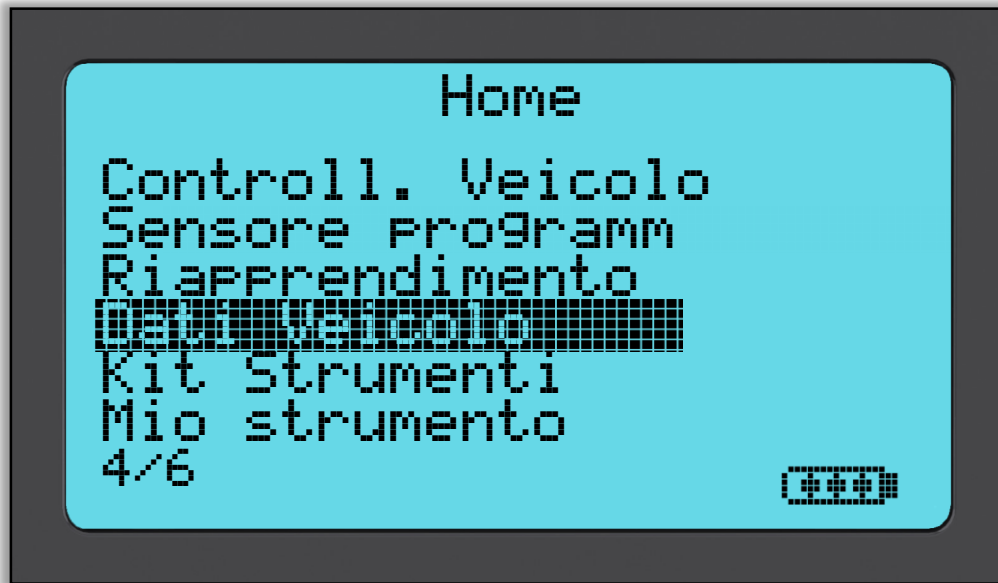 Home
Controll. Veicolo
Sensore programm
Riapprendimento
Dati Veicolo
Kit Strumenti
Mio strumento
4/6